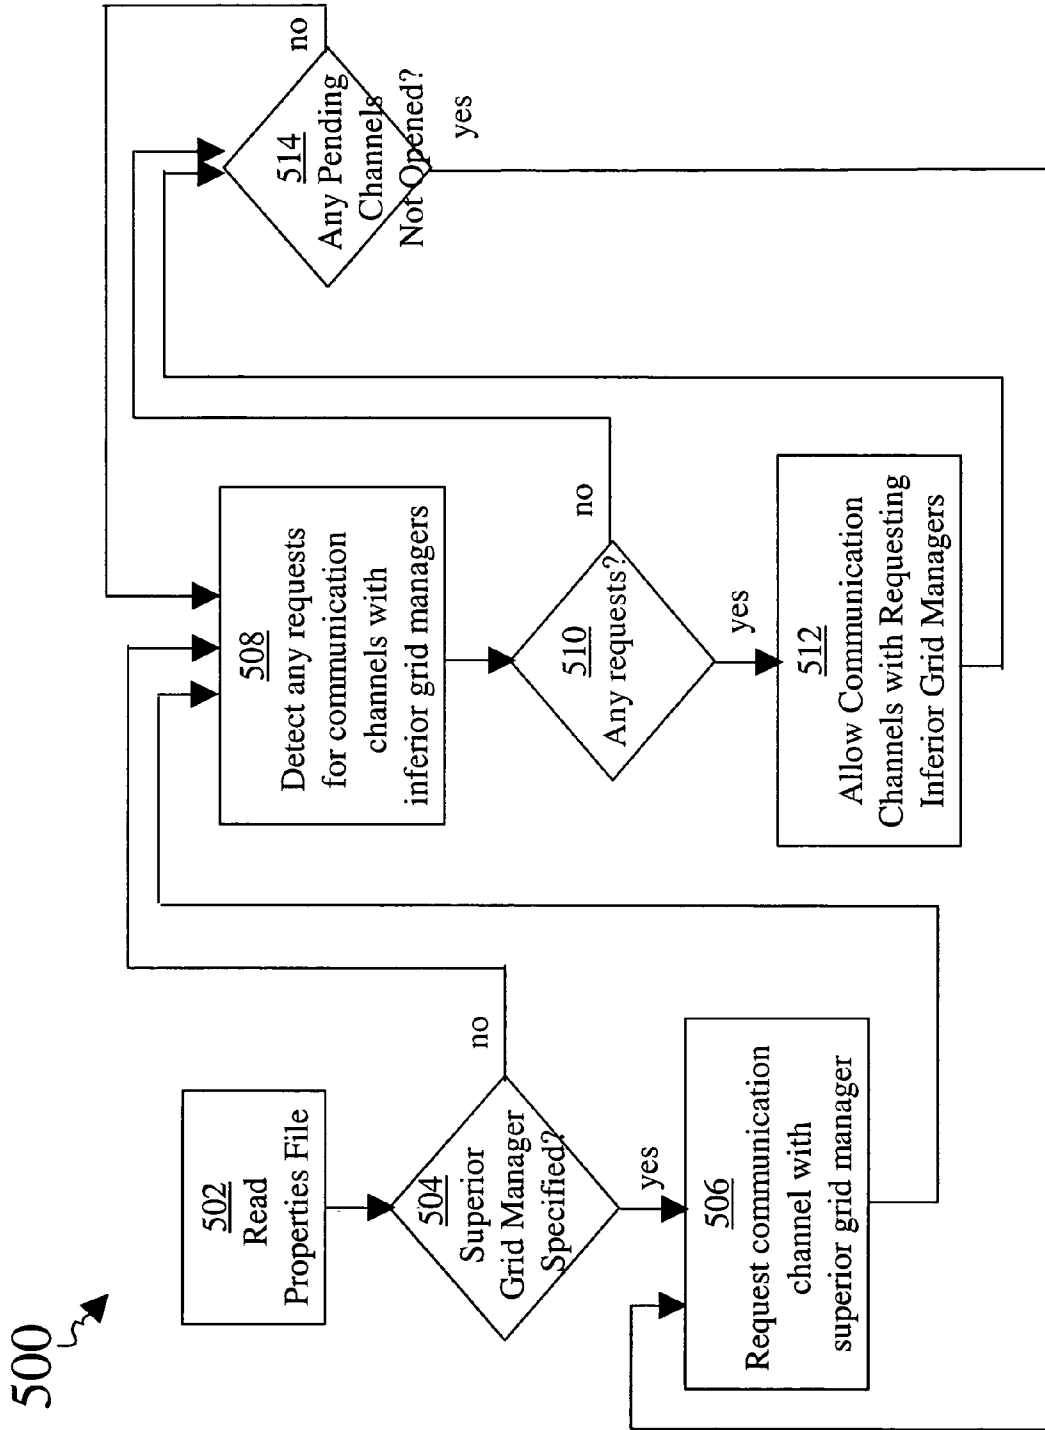 500
502
Read
Properties File
504
Superior
Grid Manager
Specified?
no
yes
506
Request communication
channel with
superior grid manager
508
Detect any requests
for communication
channels with
inferior grid managers
510
Any requests?
no
yes
512
Allow Communication
Channels with Requesting
Inferior Grid Managers
514
Any Pending
Channels
Not Opened?
no
yes